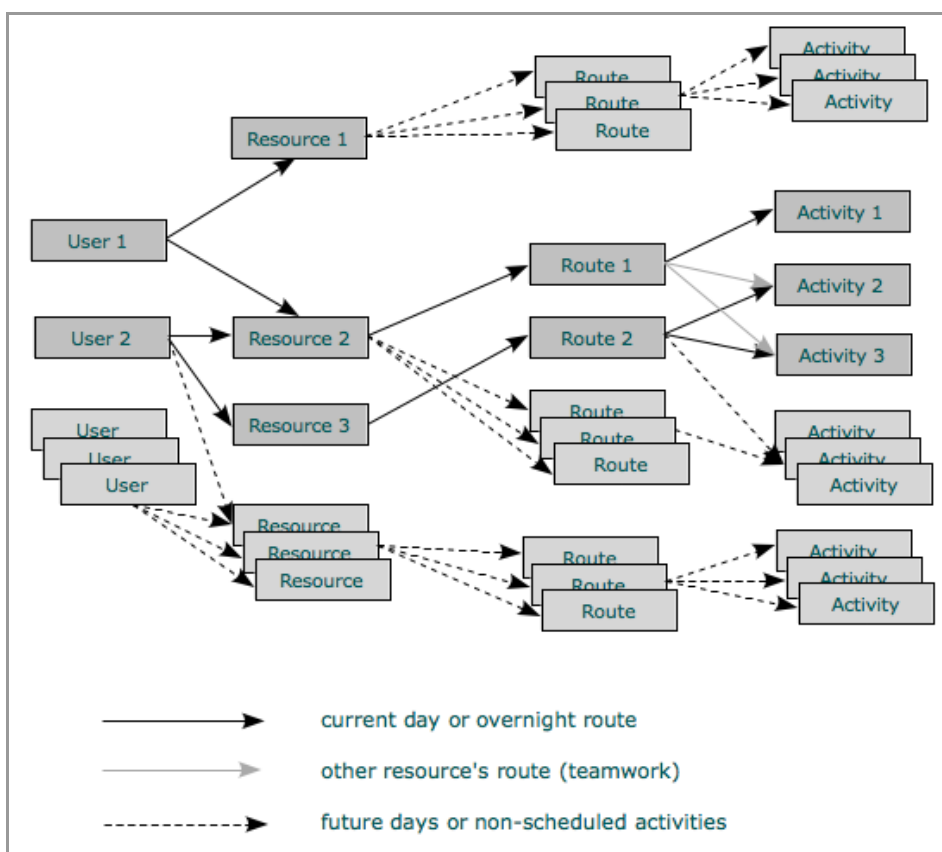 Activity
Activity
Activity
Route
Route
Route
Resource 1
Activity 1
User 1
Route 1
Activity 2
User 2
Resource 2
Route 2
Activity 3
Resource 3
Route
Route
Route
Activity
Activity
Activity
User
User
User
Resource
Resource
Resource
Route
Route
Route
Activity
Activity
Activity
current day or overnight route
other resource's route (teamwork)
future days or non-scheduled activities